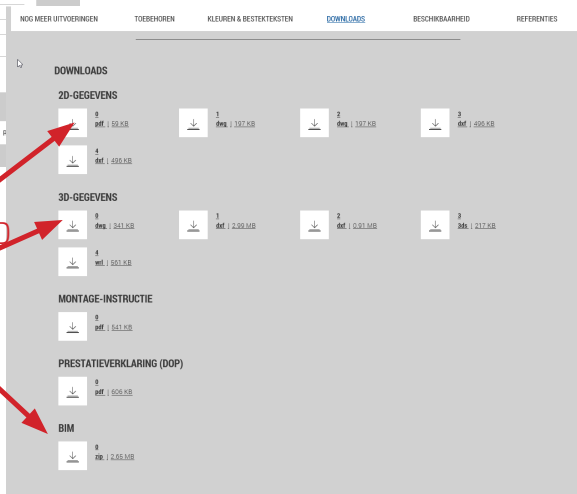 NOG MEER UITVOERINGEN TOEBEHOREN KLEUREN & BESTEKTEKSTEN DOWNLOADS BESCHIKBAARHEID REFERENTIES
DOWNLOADS
2D-GEGEVENS
0 1 2 3
pdf | 59 KB dwg | 197 KB dwg | 197 KB dxf | 496 KB
4
dxf | 496 KB
3D-GEGEVENS
0 1 2 3
dwg | 341 KB dxf | 2.99 MB dxf | 0.91 MB 3ds | 217 KB
4
wrl | 561 KB
MONTAGE-INSTRUCTIE
0
pdf | 541 KB
PRESTATIEVERKLARING (DOP)
0
pdf | 606 KB
BIM
0
zip | 2.65 MB